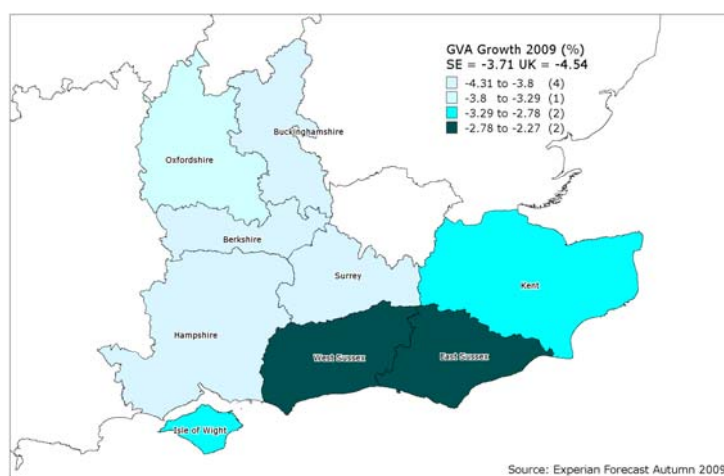 GVA Growth 2009 (%)
SE = -3.71 UK = -4.54
-4.31 to -3.8 (4)
-3.8 to -3.29 (1)
-3.29 to -2.78 (2)
-2.78 to -2.27 (2)
Buckinghamshire
Oxfordshire
Berkshire
Surrey
Kent
Hampshire
West Sussex
East Sussex
Isle of Wight
Source: Experian Forecast Autumn 2009